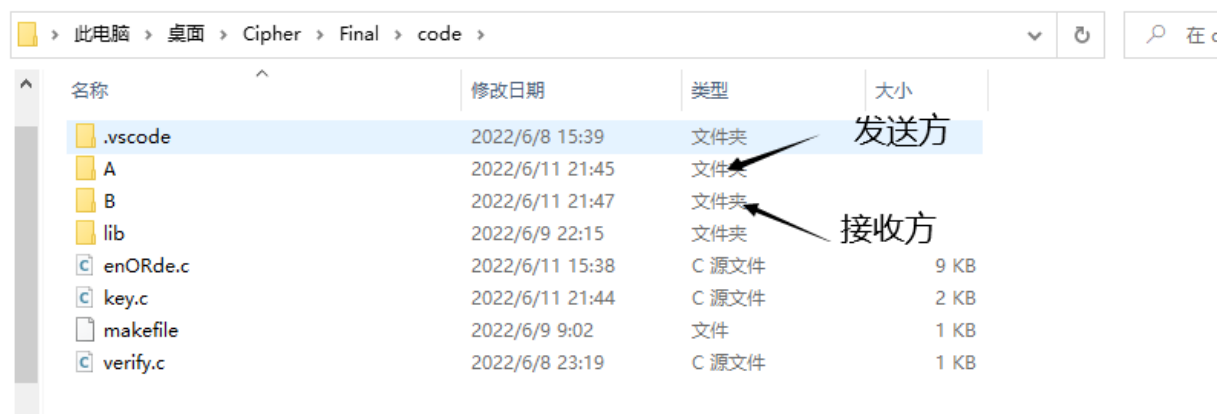 此电脑 > 桌面 > Cipher > Final > code >
在
名称 修改日期 类型 大小
.vscode 2022/6/8 15:39 文件夹
发送方
A 2022/6/11 21:45 文件夹
B 2022/6/11 21:47 文件夹
接收方
lib 2022/6/9 22:15 文件夹
enORde.c 2022/6/11 15:38 C 源文件 9 KB
key.c 2022/6/11 21:44 C 源文件 2 KB
makefile 2022/6/9 9:02 文件 1 KB
verify.c 2022/6/8 23:19 C 源文件 1 KB